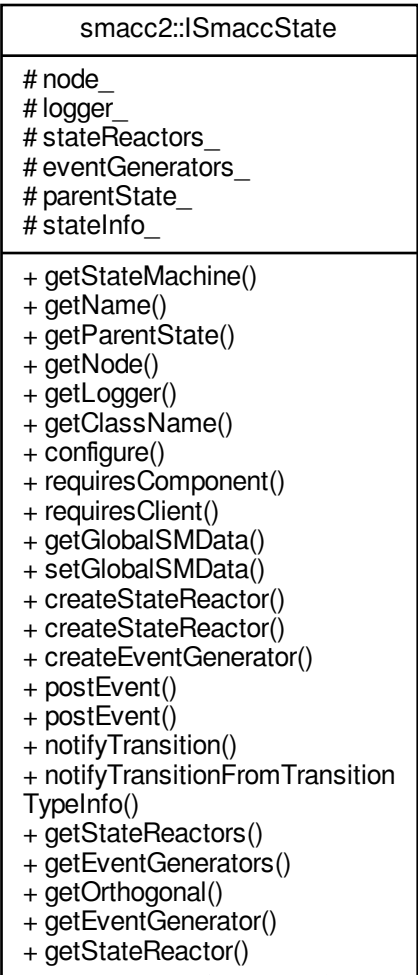 smacc2::ISmaccState
# node_
# logger_
# stateReactors_
# eventGenerators_
# parentState_
# stateInfo_
+ getStateMachine()
+ getName()
+ getParentState()
+ getNode()
+ getLogger()
+ getClassName()
+ configure()
+ requiresComponent()
+ requiresClient()
+ getGlobalSMData()
+ setGlobalSMData()
+ createStateReactor()
+ createStateReactor()
+ createEventGenerator()
+ postEvent()
+ postEvent()
+ notifyTransition()
+ notifyTransitionFromTransition
TypeInfo()
+ getStateReactors()
+ getEventGenerators()
+ getOrthogonal()
+ getEventGenerator()
+ getStateReactor()